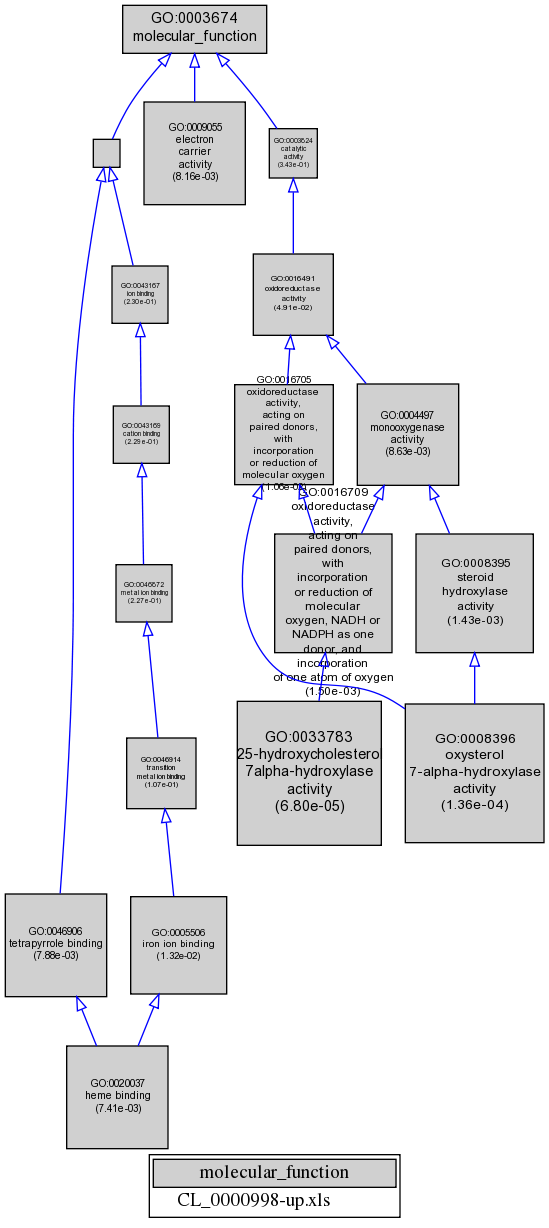 GO:0003674
molecular_function
GO:0009055
electron
carrier
activity
(8.16e-03)
GO:0003824
catalytic
activity
(3.43e-01)
GO:0043167
ion binding
(2.30e-01)
GO:0016491
oxidoreductase
activity
(4.91e-02)
GO:0016705
oxidoreductase
activity,
acting on
paired donors,
with
incorporation
or reduction of
molecular oxygen
GO:0004497
monooxygenase
activity
(8.63e-03)
GO:0043169
cation binding
(2.29e-01)
GO:0016709
oxidoreductase
activity,
acting on
paired donors,
with
incorporation
or reduction of
molecular
oxygen, NADH or
NADPH as one
donor, and
incorporation
of one atom of oxygen
(1.50e-03)
GO:0008395
steroid
hydroxylase
activity
(1.43e-03)
GO:0046872
metal ion binding
(2.27e-01)
GO:0033783
25-hydroxycholesterol
7alpha-hydroxylase
activity
(6.80e-05)
GO:0008396
oxysterol
7-alpha-hydroxylase
activity
(1.36e-04)
GO:0046914
transition
metal ion binding
(1.07e-01)
GO:0046906
tetrapyrrole binding
(7.88e-03)
GO:0005506
iron ion binding
(1.32e-02)
GO:0020037
heme binding
(7.41e-03)
molecular_function
CL_0000998-up.xls